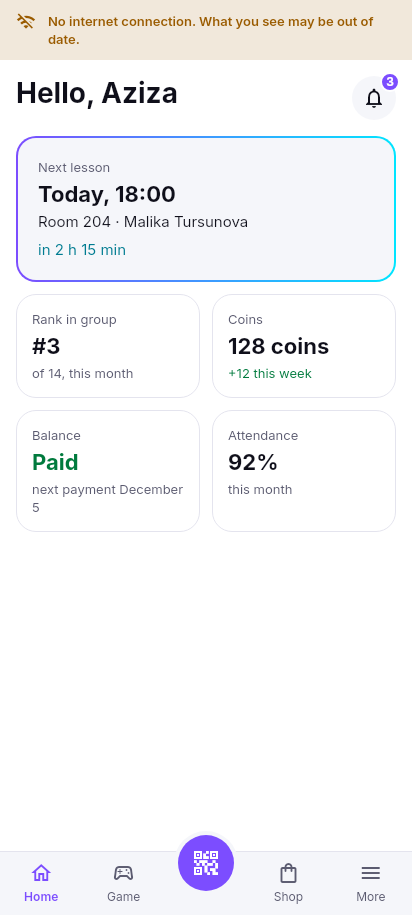 No internet connection. What you see may be out of
date.
Hello, Aziza
3
Next lesson
Today, 18:00
Room 204 · Malika Tursunova
in 2 h 15 min
Rank in group
#3
of 14, this month
Coins
128 coins
+12 this week
Balance
Paid
next payment December
5
Attendance
92%
this month
Home
Game
Shop
More